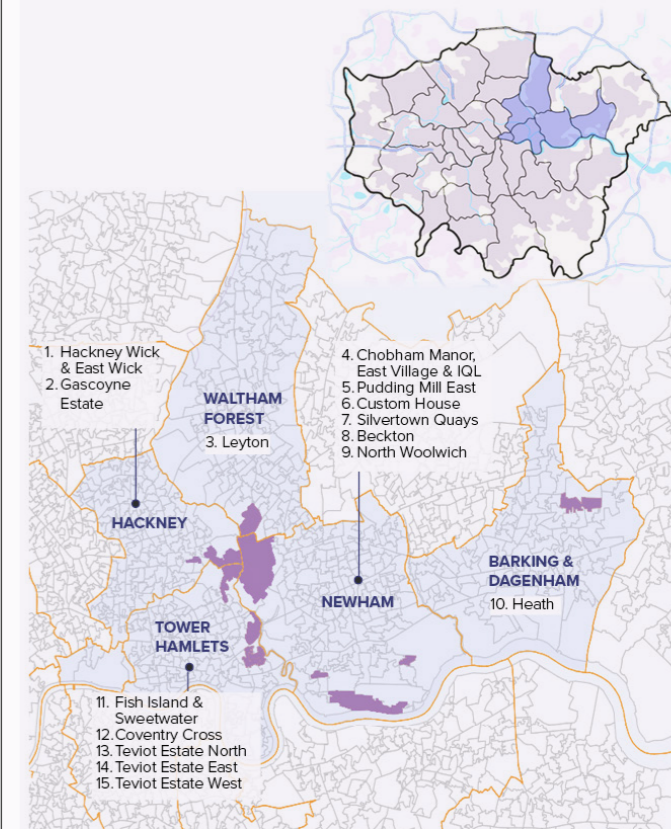 1. Hackney Wick
& East Wick
2. Gascoyne
Estate
WALTHAM
FOREST
3. Leyton
4. Chobham Manor,
East Village & IQL
5. Pudding Mill East
6. Custom House
7. Silvertown Quays
8. Beckton
9. North Woolwich
HACKNEY
BARKING &
DAGENHAM
10. Heath
NEWHAM
TOWER
HAMLETS
11. Fish Island &
Sweetwater
12. Coventry Cross
13. Teviot Estate North
14. Teviot Estate East
15. Teviot Estate West